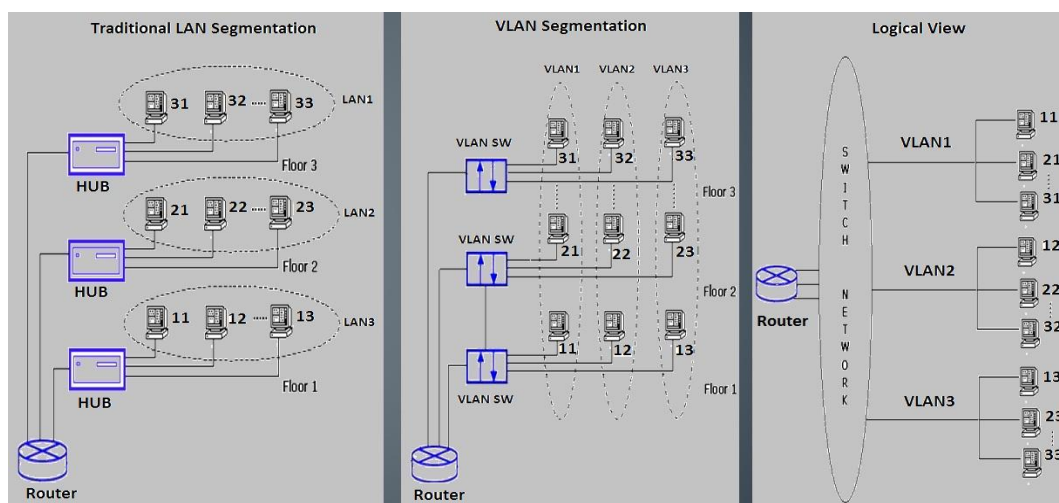 Traditional LAN Segmentation
31 32 33 LAN1
HUB
Floor 3
21 22 23 LAN2
HUB
Floor 2
11 12 13 LAN3
HUB
Floor 1
Router
VLAN Segmentation
VLAN1 VLAN2 VLAN3
VLAN SW
31 32 33
Floor 3
VLAN SW
21 22 23
Floor 2
11 12 13
VLAN SW
Floor 1
Router
Logical View
SWITCH NETWORK
Router
VLAN1
11
21
31
VLAN2
12
22
32
VLAN3
13
23
33